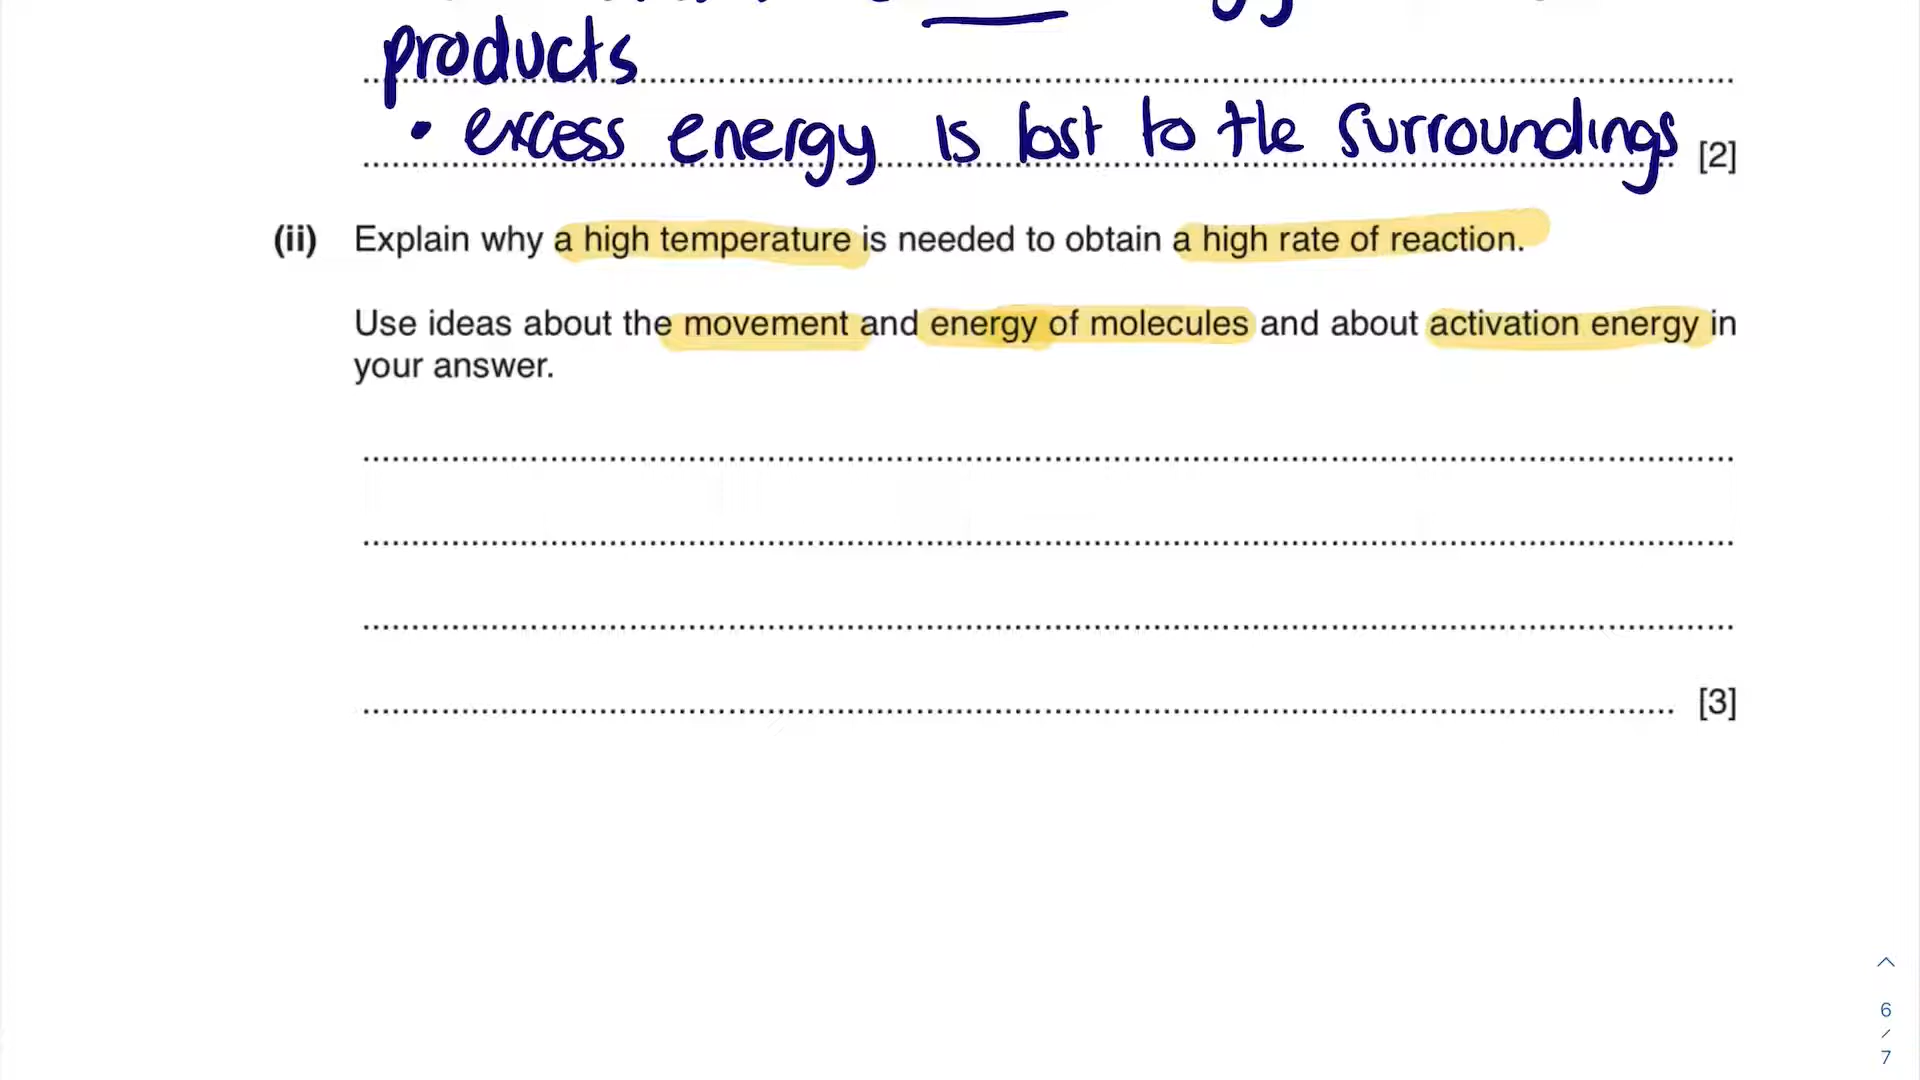 products
• excess energy is lost to the surroundings [2]
(ii) Explain why a high temperature is needed to obtain a high rate of reaction.
Use ideas about the movement and energy of molecules and about activation energy in
your answer.
[3]
6
/
7